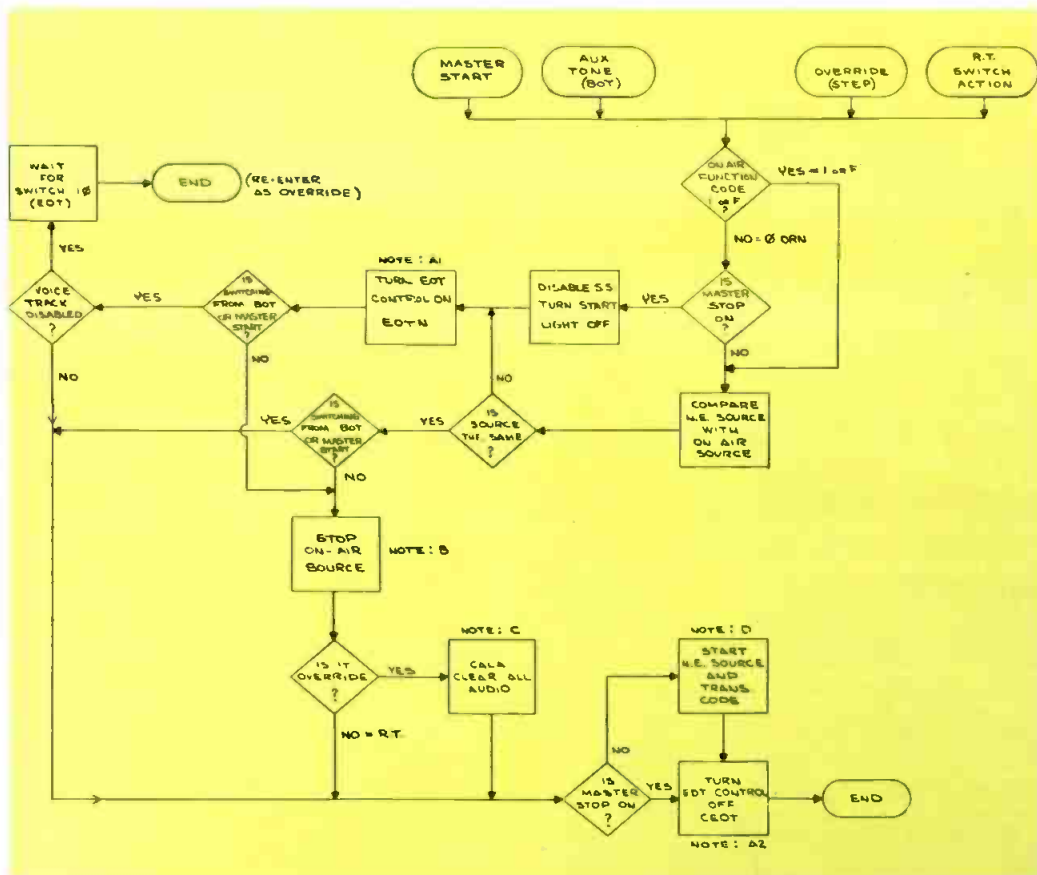 MASTER
START
AUX
TONE
(BOT)
OVERRIDE
(STEP)
R.T.
SWITCH
ACTION
WAIT
FOR
SWITCH 1Ø
(EOT)
END
(RE-ENTER
AS OVERRIDE)
ON AIR
FUNCTION
CODE
1 OR F
?
YES = 1 OR F
NO = Ø ORN
YES
VOICE
TRACK
DISABLED
?
YES
IS
SWITCHING
FROM BOT
OR MASTER
START
?
NOTE: A1
TURN EOT
CONTROL ON
EOTN
DISABLE SS
TURN START
LIGHT OFF
YES
IS
MASTER
STOP
ON
?
NO
NO
NO
NO
YES
IS
SWITCHING
FROM BOT
OR MASTER
START
?
YES
IS
SOURCE
THE SAME
?
COMPARE
N.E. SOURCE
WITH
ON AIR
SOURCE
NO
STOP
ON-AIR
SOURCE
NOTE: B
NOTE: C
NOTE: D
IS IT
OVERRIDE
?
YES
CALA
CLEAR ALL
AUDIO
START
N.E. SOURCE
AND
TRANS
CODE
NO = R.T.
NO
IS
MASTER
STOP ON
?
YES
TURN
EOT CONTROL
OFF
CEOT
END
NOTE: A2